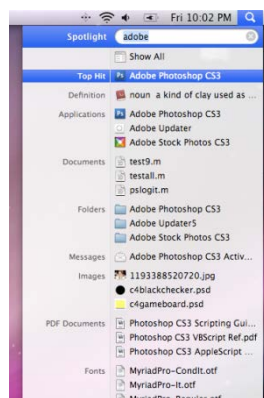 Fri 10:02 PM
Spotlight adobe
Show All
Top Hit Adobe Photoshop CS3
Definition noun a kind of clay used as ...
Applications Adobe Photoshop CS3
Adobe Updater
Adobe Stock Photos CS3
Documents test9.m
testall.m
pslogit.m
Folders Adobe Photoshop CS3
Adobe Updater5
Adobe Stock Photos CS3
Messages Adobe Photoshop CS3 Activ...
Images 1193388520720.jpg
c4blackchecker.psd
c4gameboard.psd
PDF Documents Photoshop CS3 Scripting Gui...
Photoshop CS3 VBScript Ref.pdf
Photoshop CS3 AppleScript ...
Fonts MyriadPro-CondIt.otf
MyriadPro-It.otf